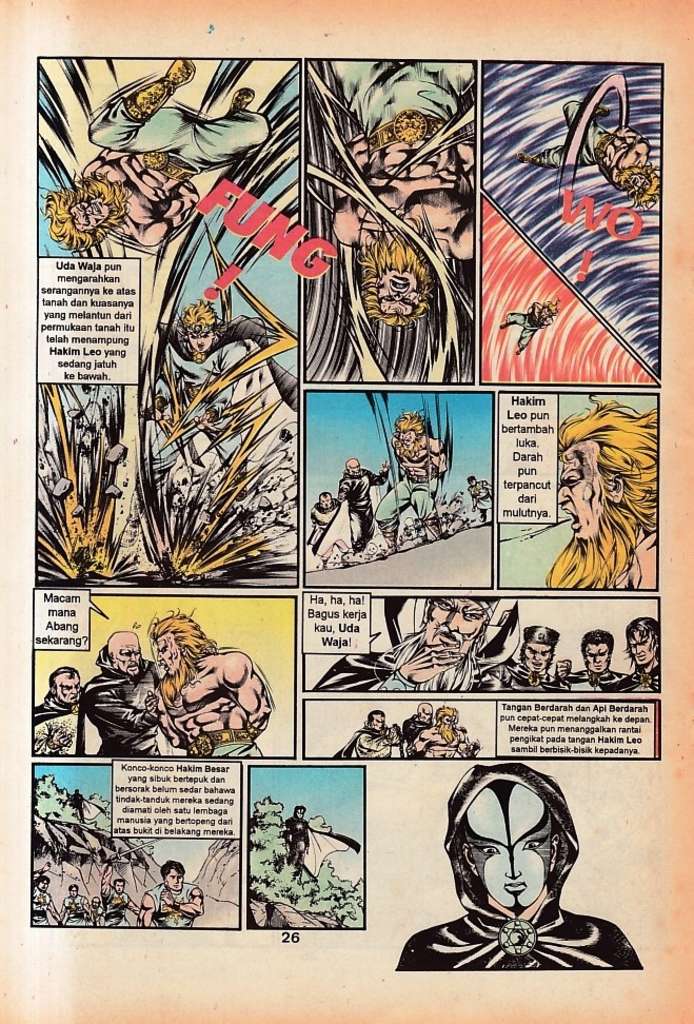 FUNG!
WO!
Uda Waja pun
mengarahkan
serangannya ke atas
tanah dan kuasanya
yang melantun dari
permukaan tanah itu
telah menampung
Hakim Leo yang
sedang jatuh
ke bawah.
Hakim
Leo pun
bertambah
luka.
Darah
pun
terpancut
dari
mulutnya.
Macam
mana
Abang
sekarang?
Ha, ha, ha!
Bagus kerja
kau, Uda
Waja!
Tangan Berdarah dan Api Berdarah
pun cepat-cepat melangkah ke depan.
Mereka pun menanggalkan rantai
pengikat pada tangan Hakim Leo
sambil berbisik-bisik kepadanya.
Konco-konco Hakim Besar
yang sibuk bertepuk dan
bersorak belum sedar bahawa
tindak-tanduk mereka sedang
diamati oleh satu lembaga
manusia yang bertopeng dari
atas bukit di belakang mereka.
26